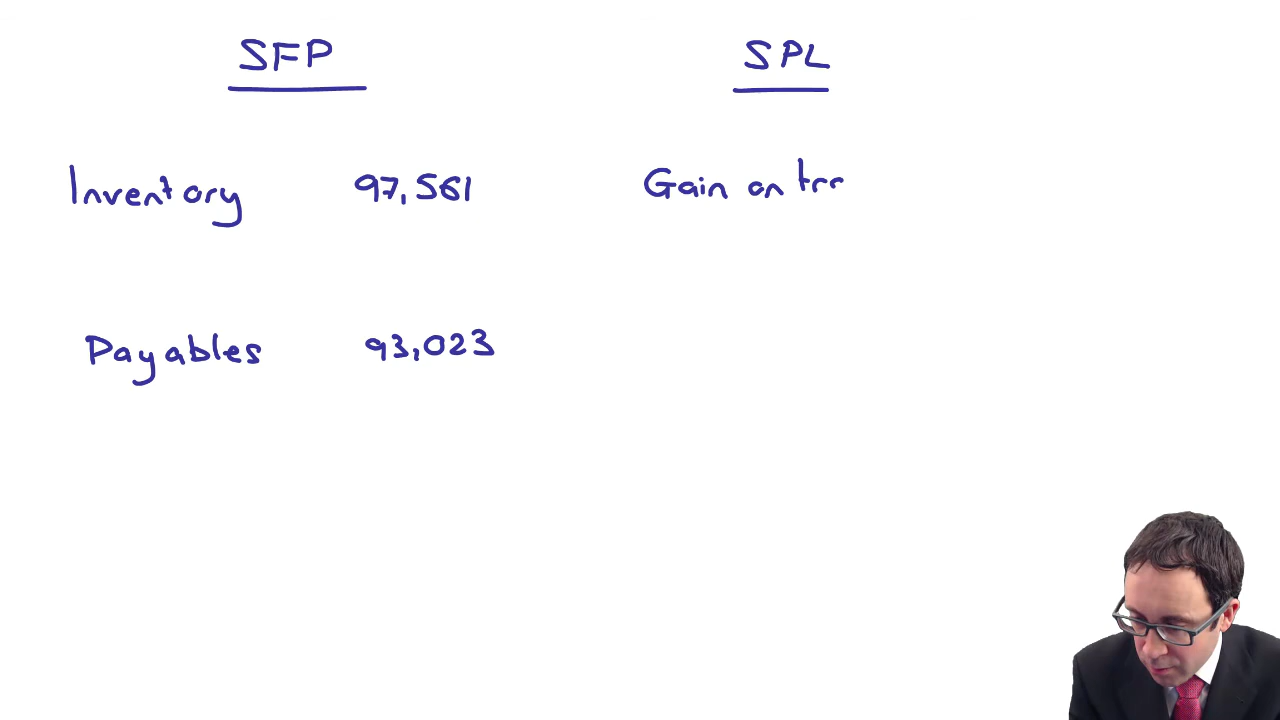 SFP
SPL
Inventory 97,561
Gain on
Payables 93,023